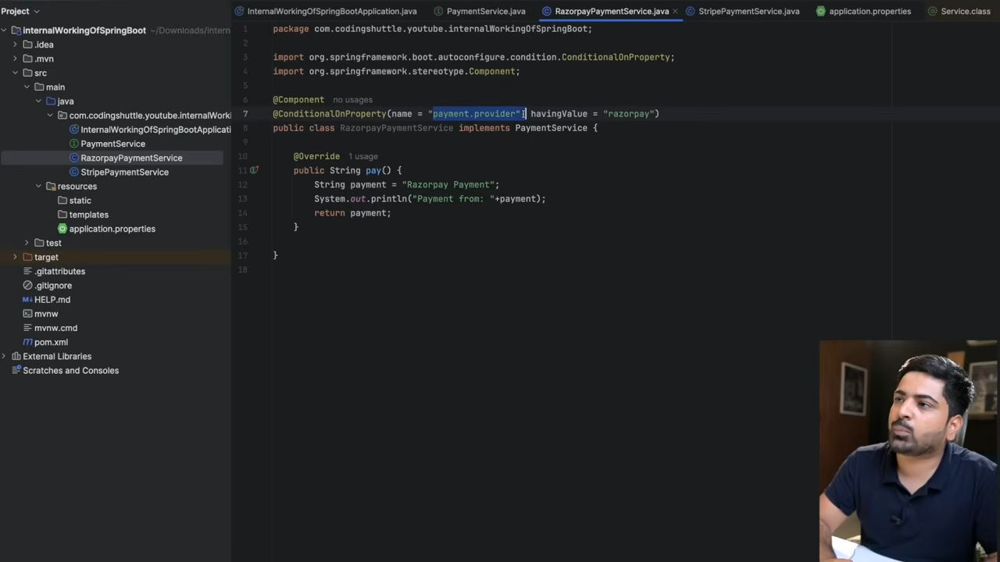 Project
internalWorkingOfSpringBoot ~/Downloads/intern
.idea
.mvn
src
main
java
com.codingshuttle.youtube.internalWorki
InternalWorkingOfSpringBootApplicati
PaymentService
RazorpayPaymentService
StripePaymentService
resources
static
templates
application.properties
test
target
.gitattributes
.gitignore
M↓ HELP.md
mvnw
mvnw.cmd
pom.xml
External Libraries
Scratches and Consoles
InternalWorkingOfSpringBootApplication.java PaymentService.java RazorpayPaymentService.java StripePaymentService.java application.properties Service.class
1 package com.codingshuttle.youtube.internalWorkingOfSpringBoot;
2
3 import org.springframework.boot.autoconfigure.condition.ConditionalOnProperty;
4 import org.springframework.stereotype.Component;
5
6 @Component no usages
7 @ConditionalOnProperty(name = "payment.provider", havingValue = "razorpay")
8 public class RazorpayPaymentService implements PaymentService {
9
10 @Override 1 usage
11 public String pay() {
12 String payment = "Razorpay Payment";
13 System.out.println("Payment from: "+payment);
14 return payment;
15 }
16
17 }
18